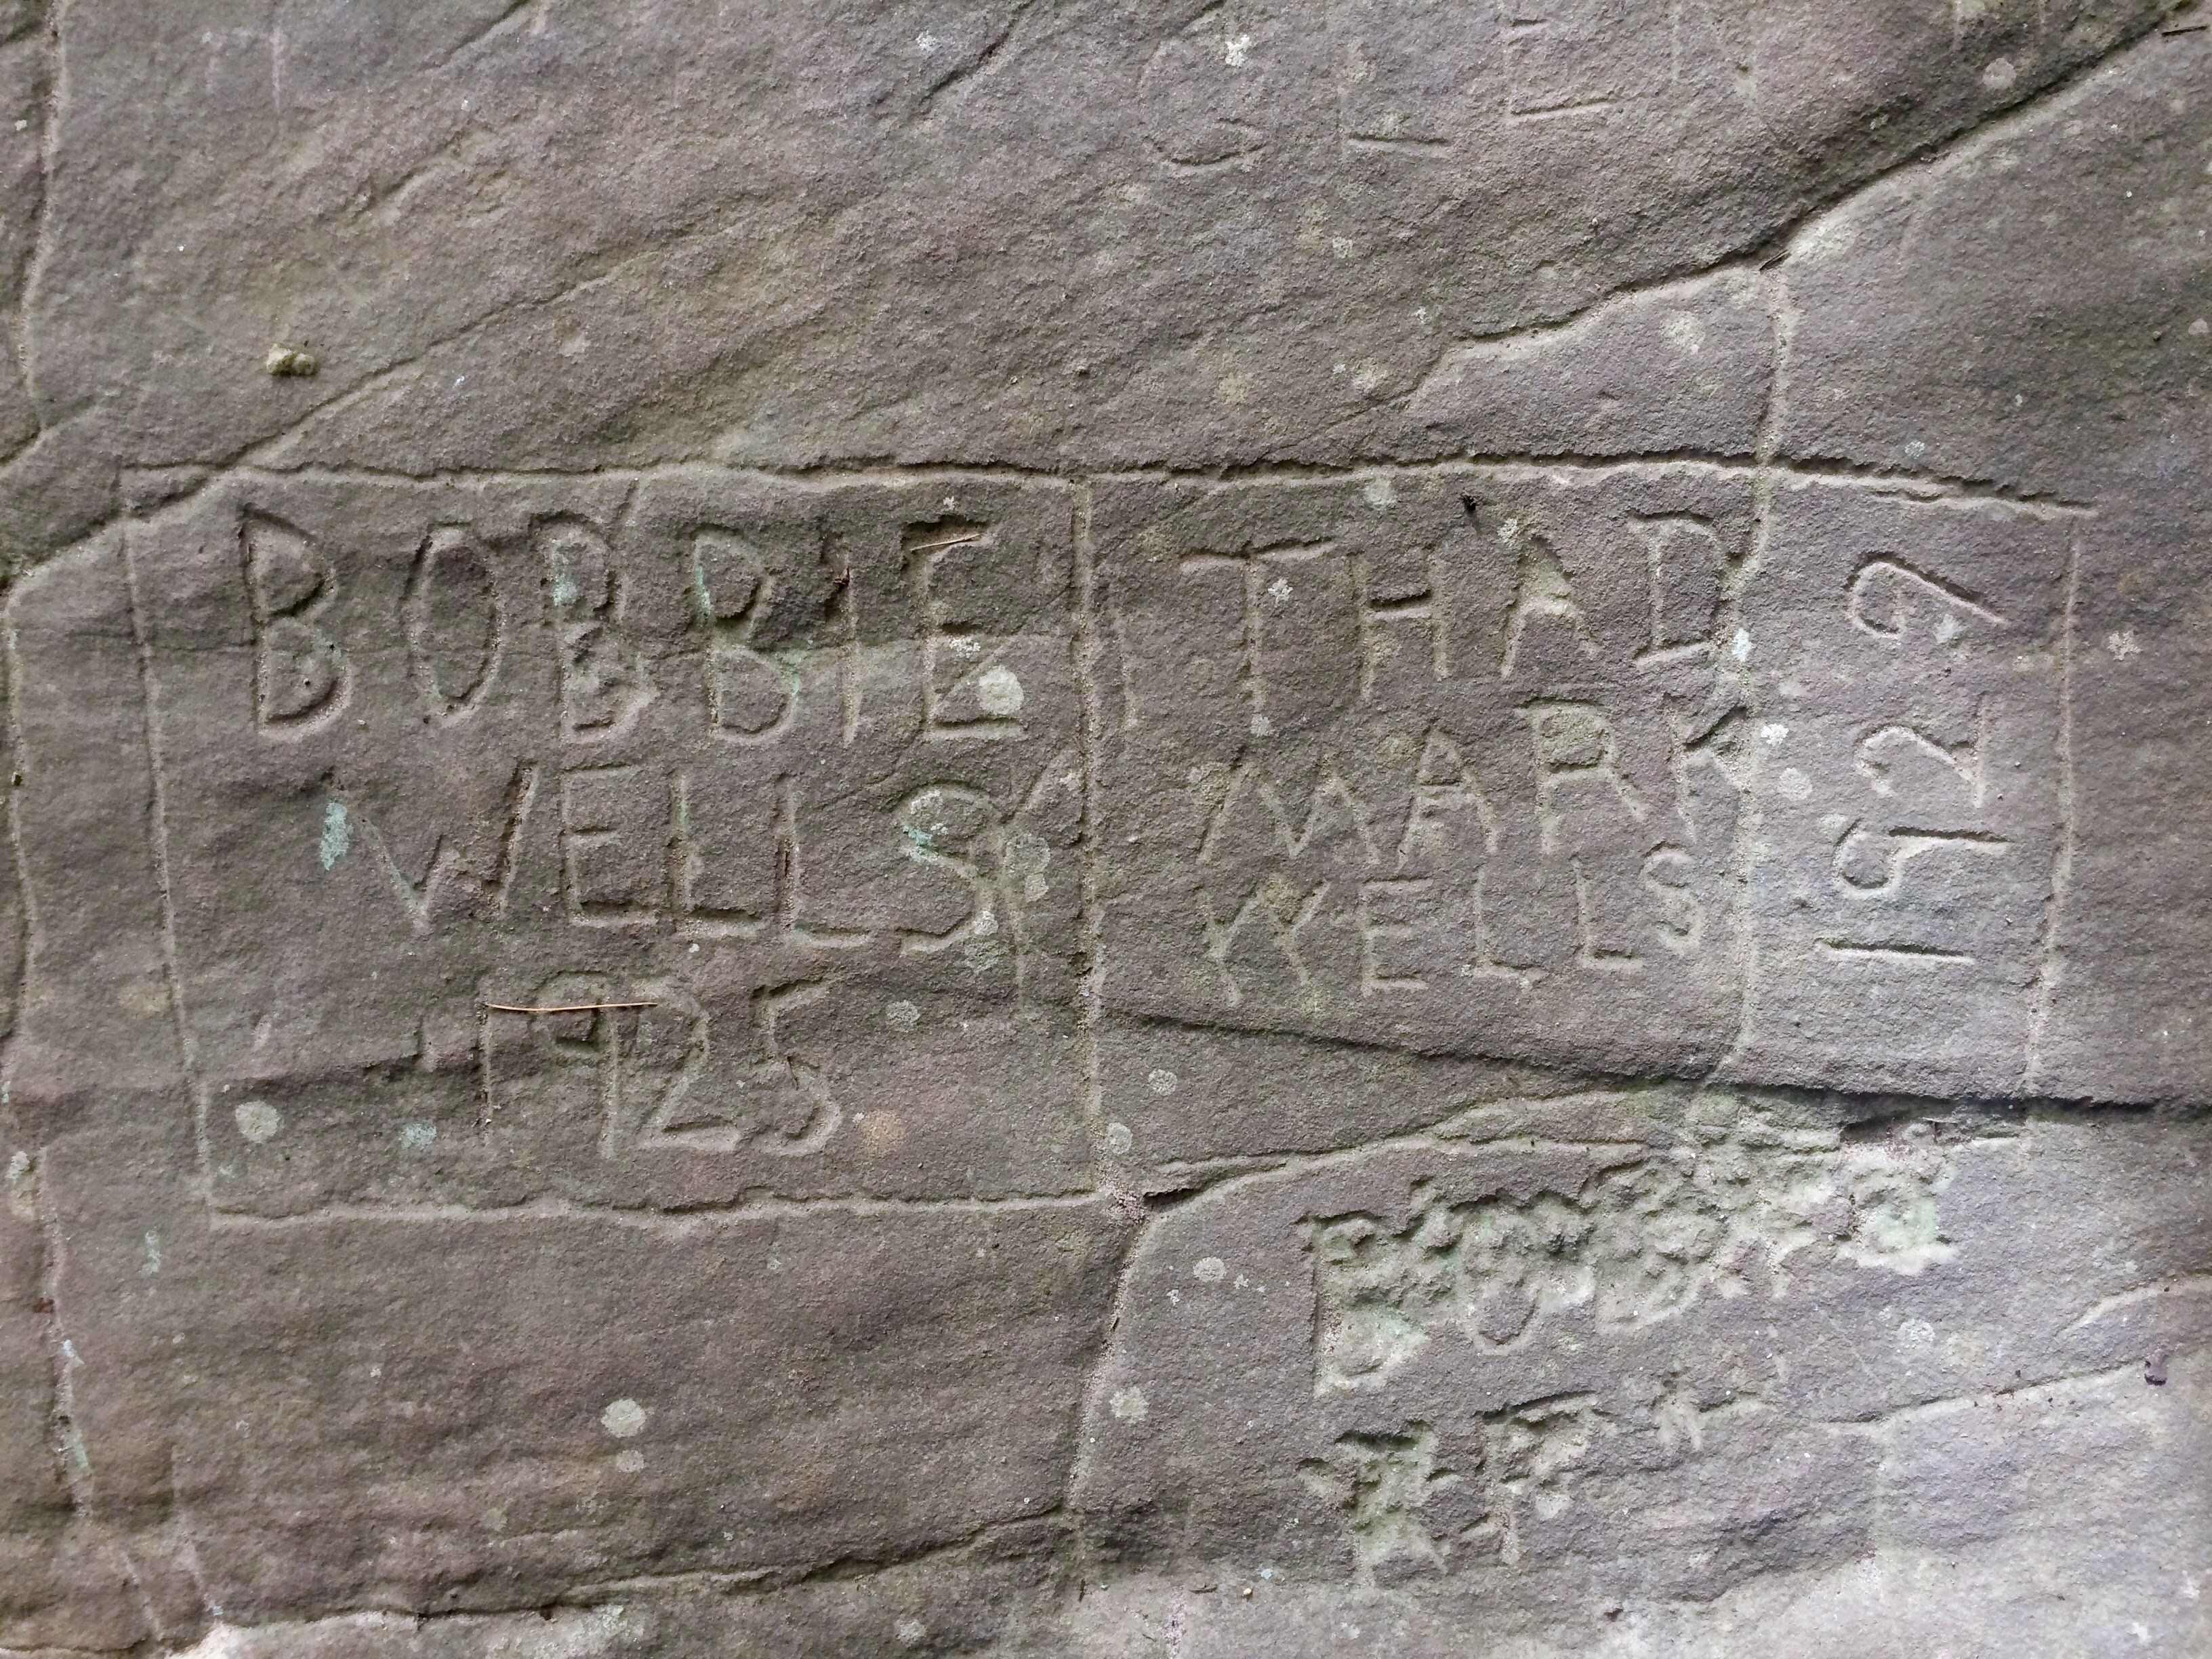 BOBBIE
WELLS
1925
THAD
MARK
WELLS
1929